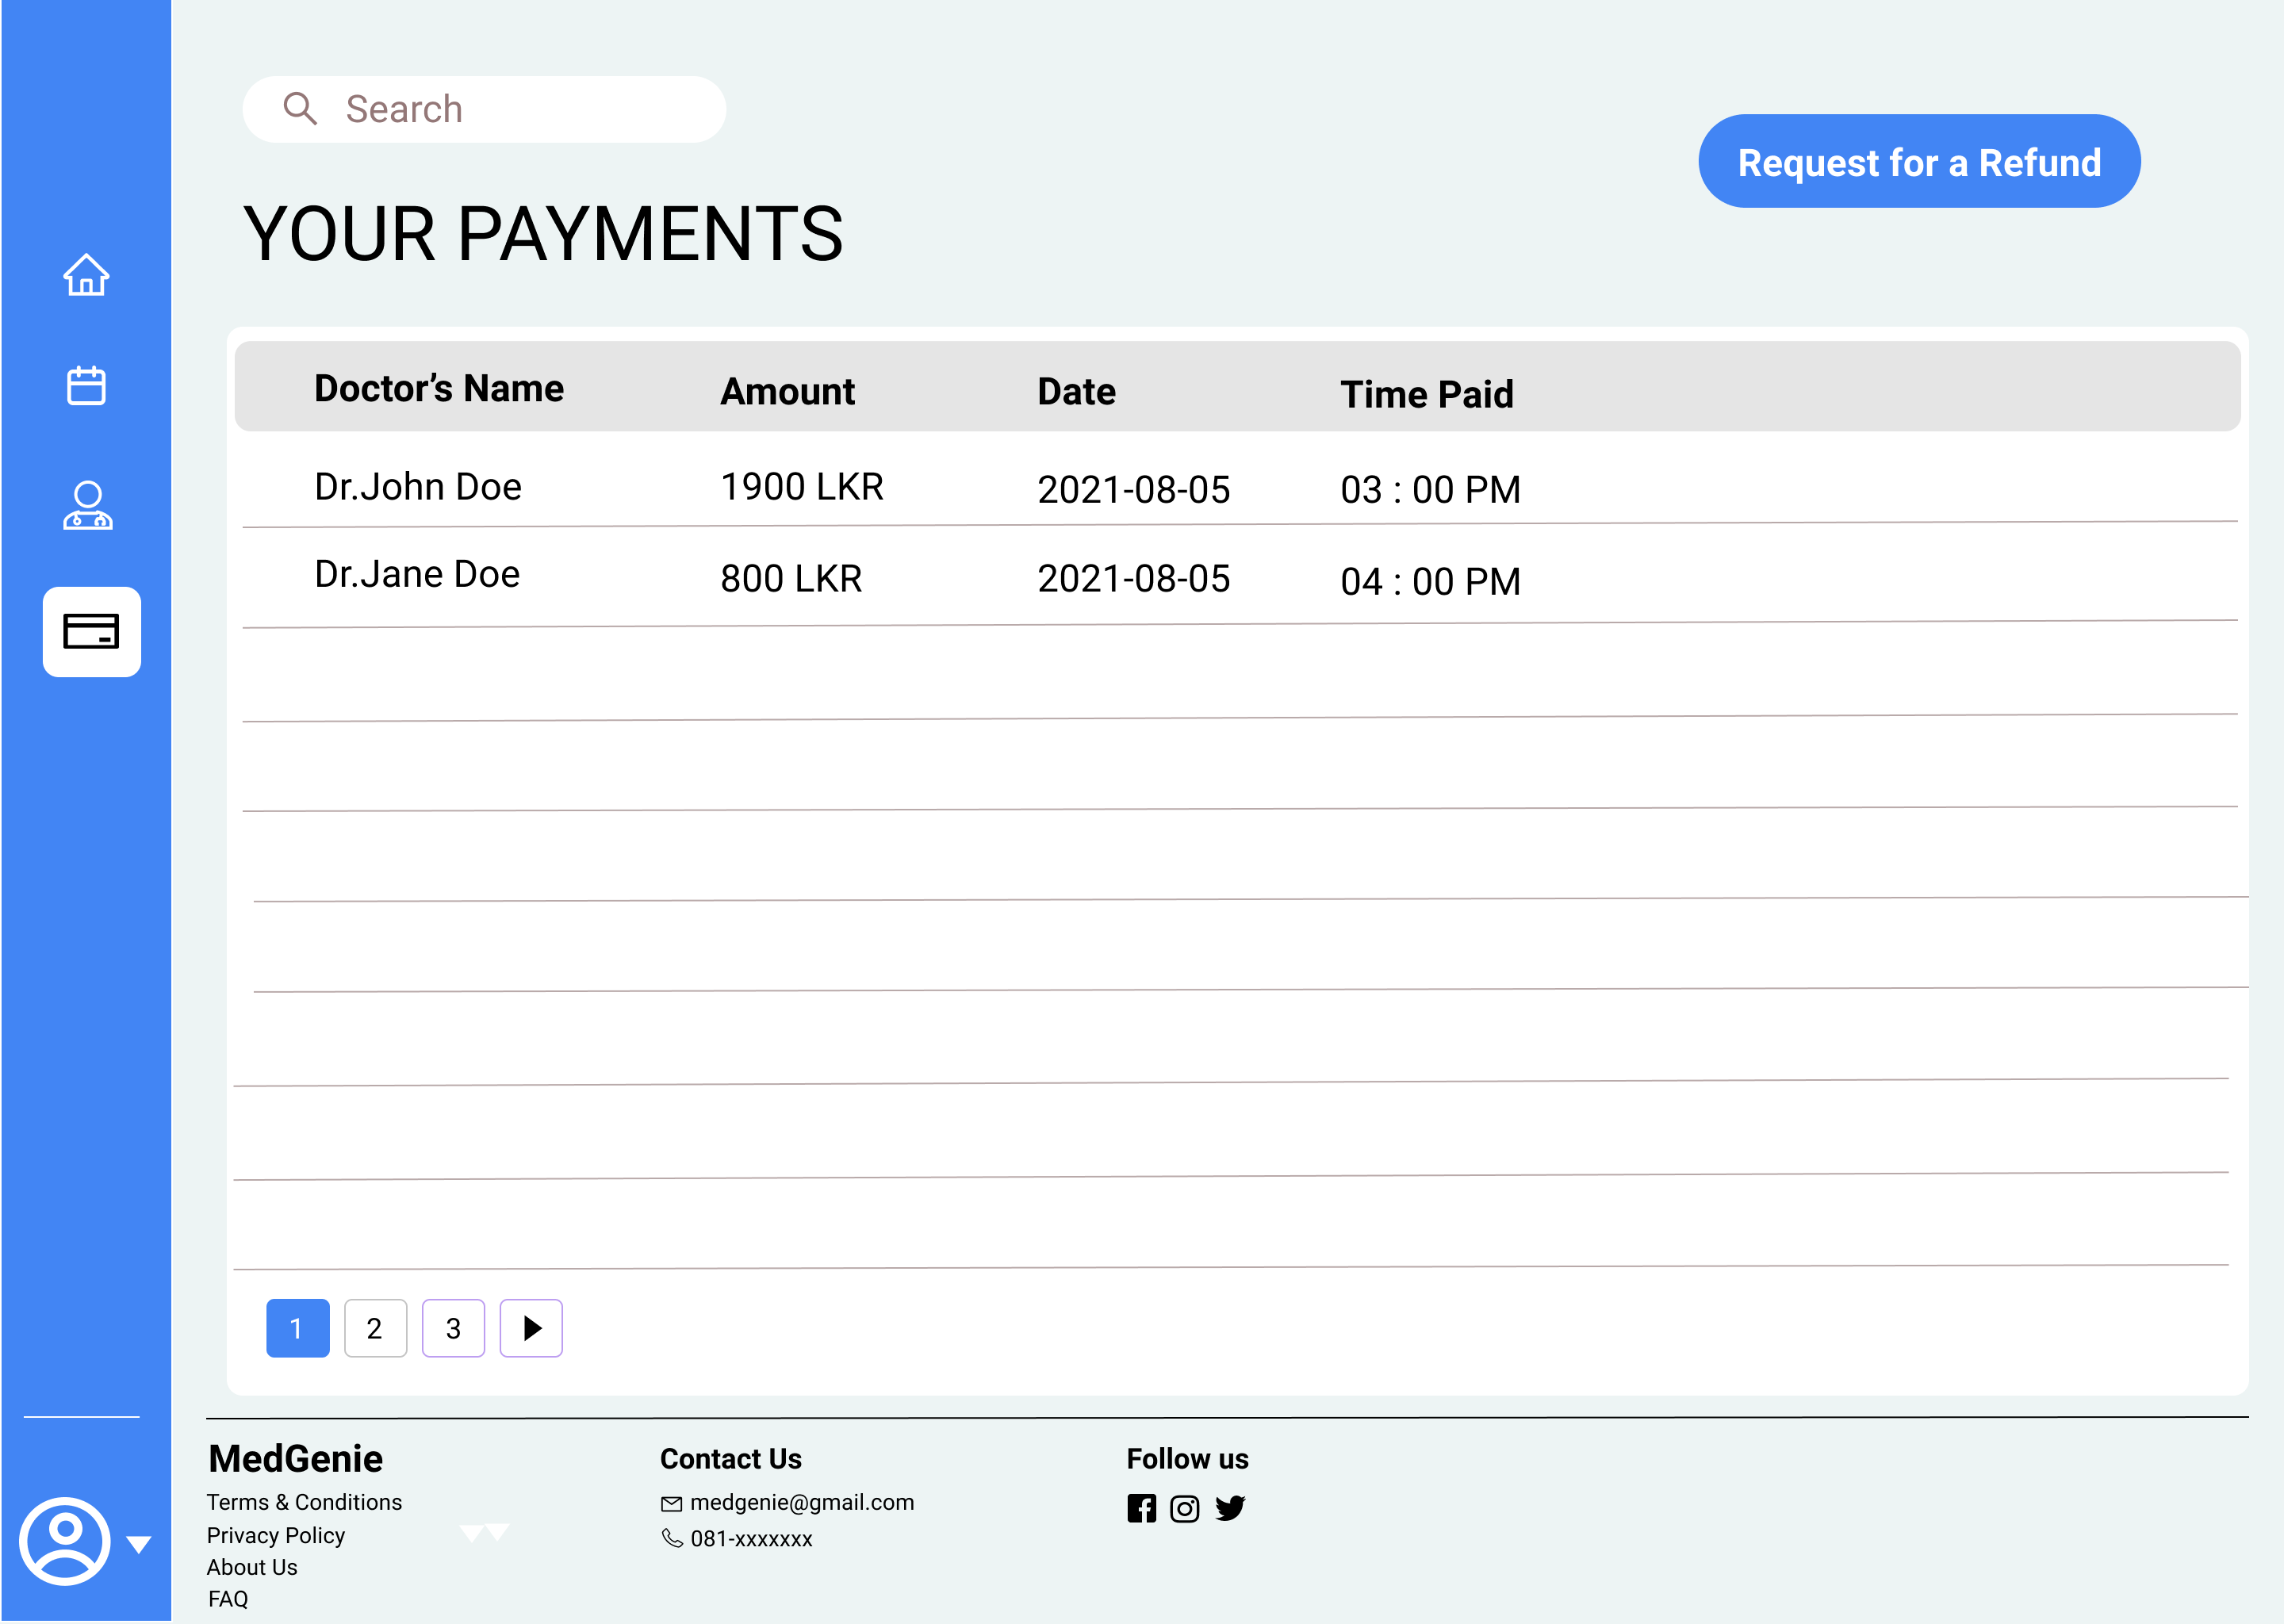 Search
Request for a Refund
YOUR PAYMENTS
Doctor’s Name Amount Date Time Paid
Dr.John Doe 1900 LKR 2021-08-05 03 : 00 PM
Dr.Jane Doe 800 LKR 2021-08-05 04 : 00 PM
1 2 3
MedGenie Contact Us Follow us
Terms & Conditions medgenie@gmail.com
Privacy Policy 081-xxxxxxx
About Us
FAQ